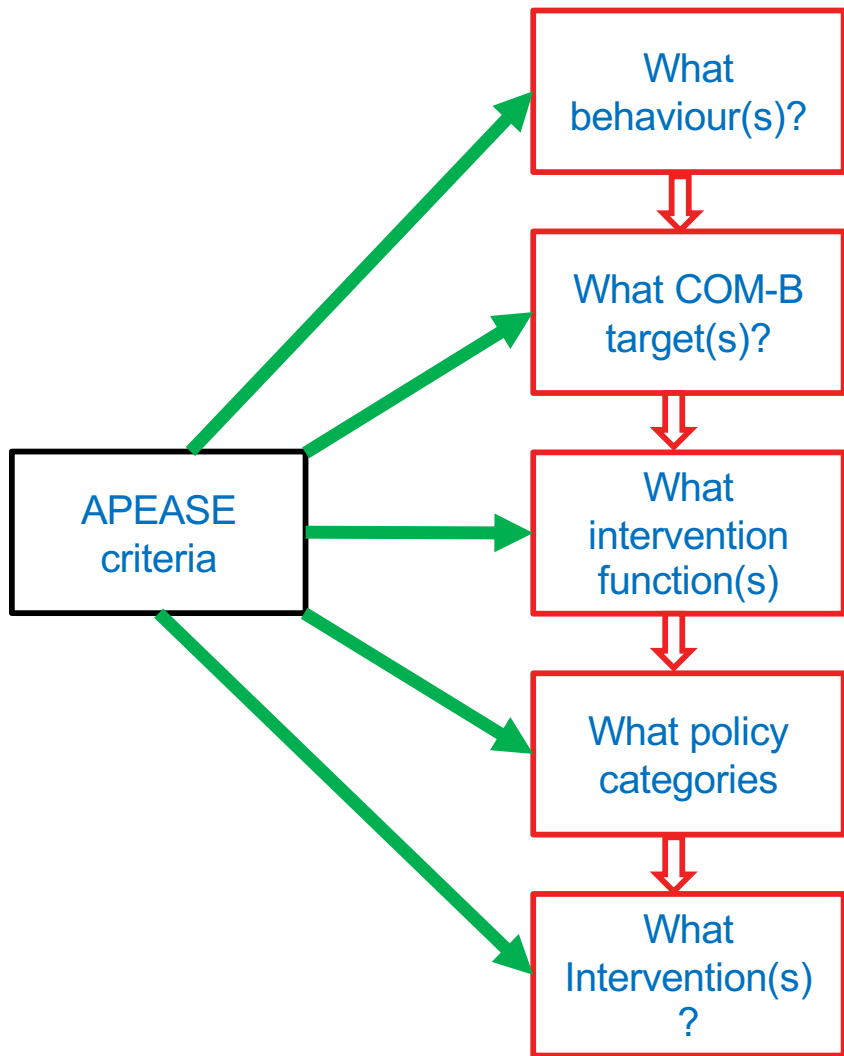 What
behaviour(s)?
What COM-B
target(s)?
APEASE
criteria
What
intervention
function(s)
What policy
categories
What
Intervention(s)
?